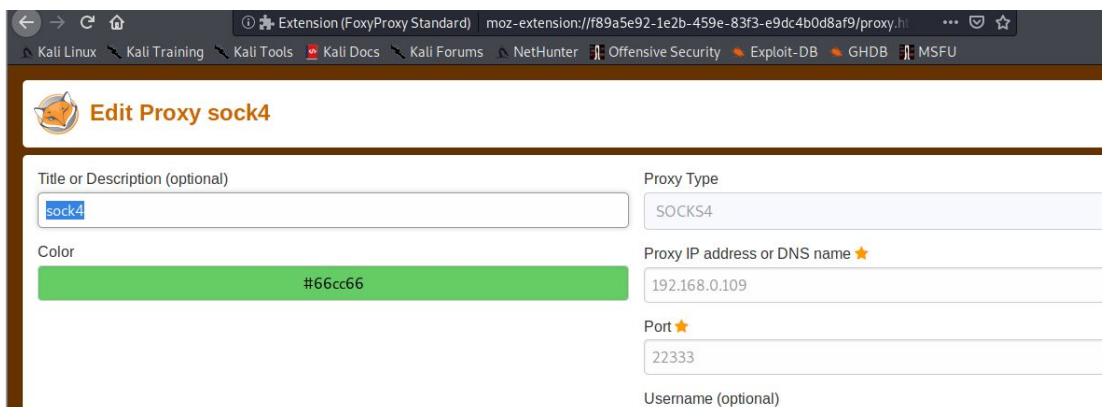 Extension (FoxyProxy Standard) moz-extension://f89a5e92-1e2b-459e-83f3-e9dc4b0d8af9/proxy.ht
Kali Linux Kali Training Kali Tools Kali Docs Kali Forums NetHunter Offensive Security Exploit-DB GHDB MSFU
Edit Proxy sock4
Title or Description (optional)
sock4
Color
#66cc66
Proxy Type
SOCKS4
Proxy IP address or DNS name
192.168.0.109
Port
22333
Username (optional)